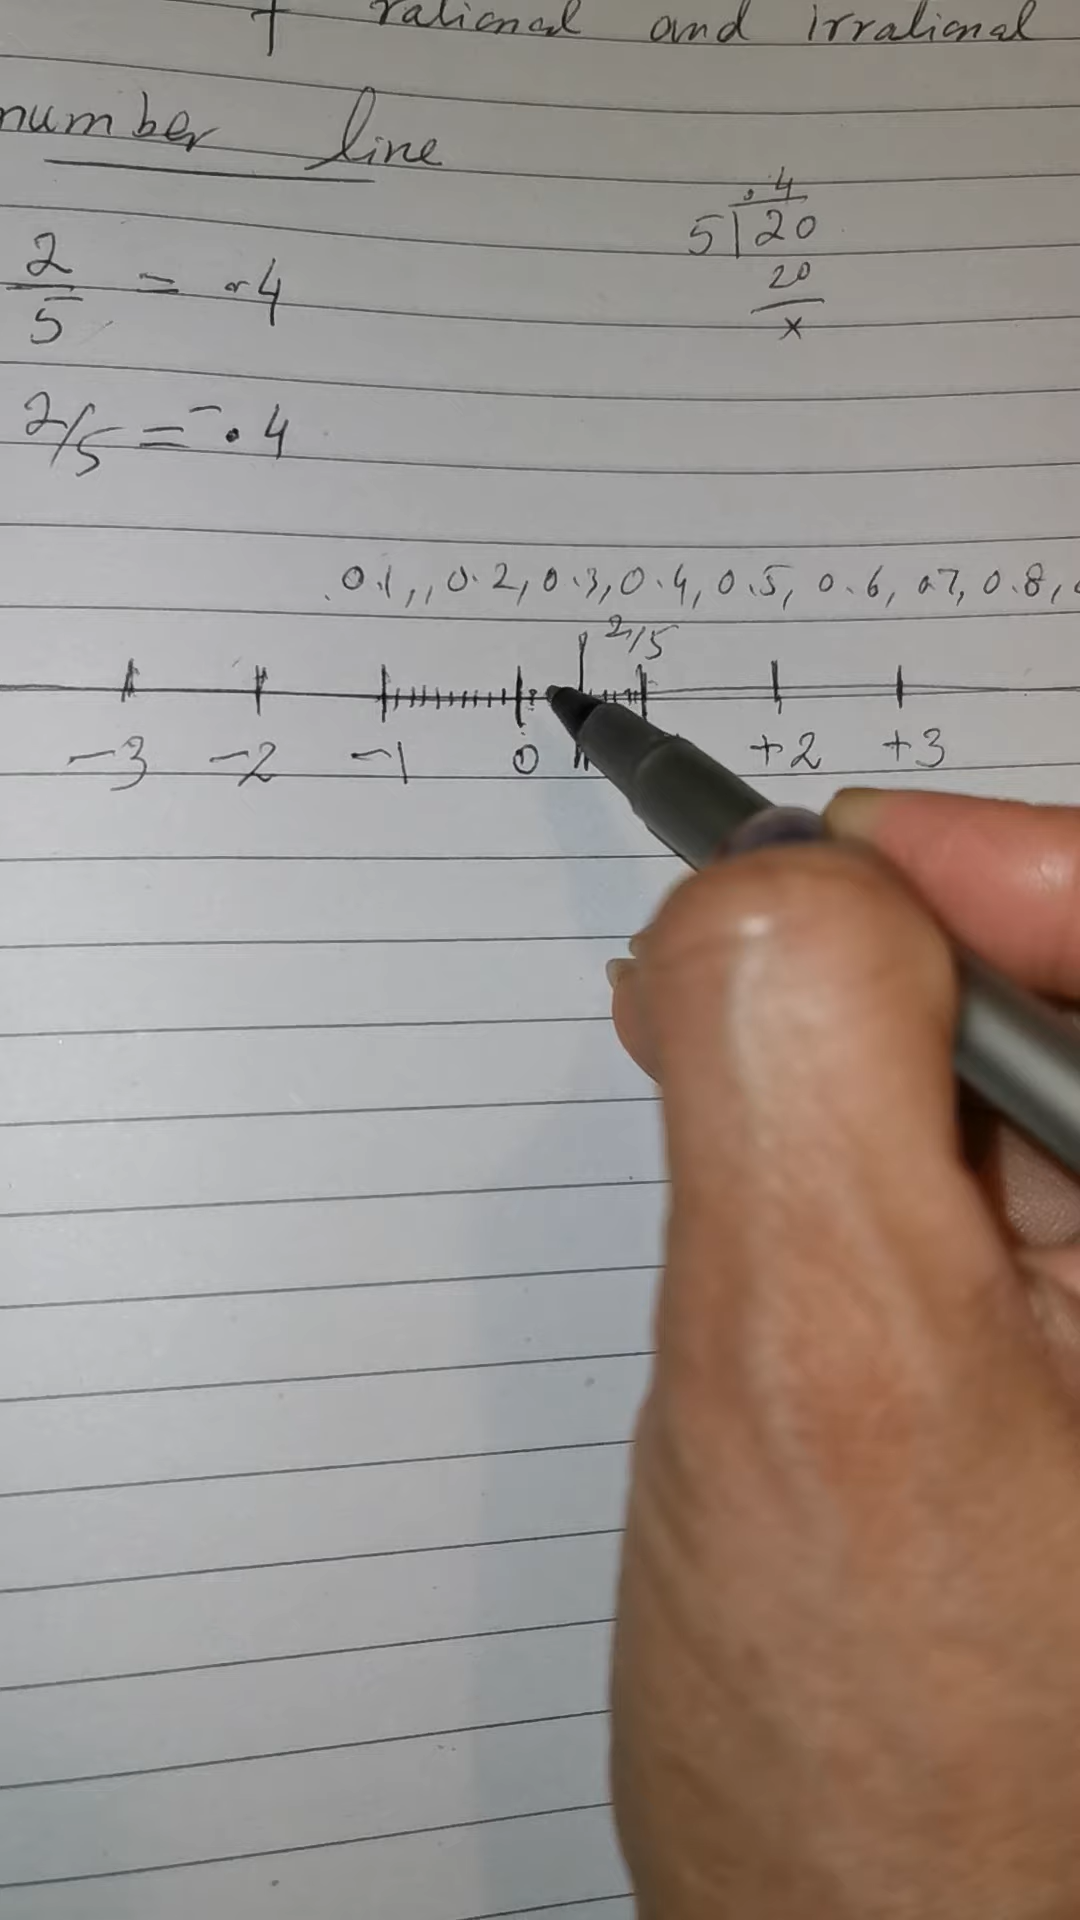 rational and irrational
number line
2/5 = .4
.4
5|20
20
x
2/5 = -.4
0.1,, 0.2, 0.3, 0.4, 0.5, 0.6, 0.7, 0.8,
2/5
-3 -2 -1 0 +2 +3